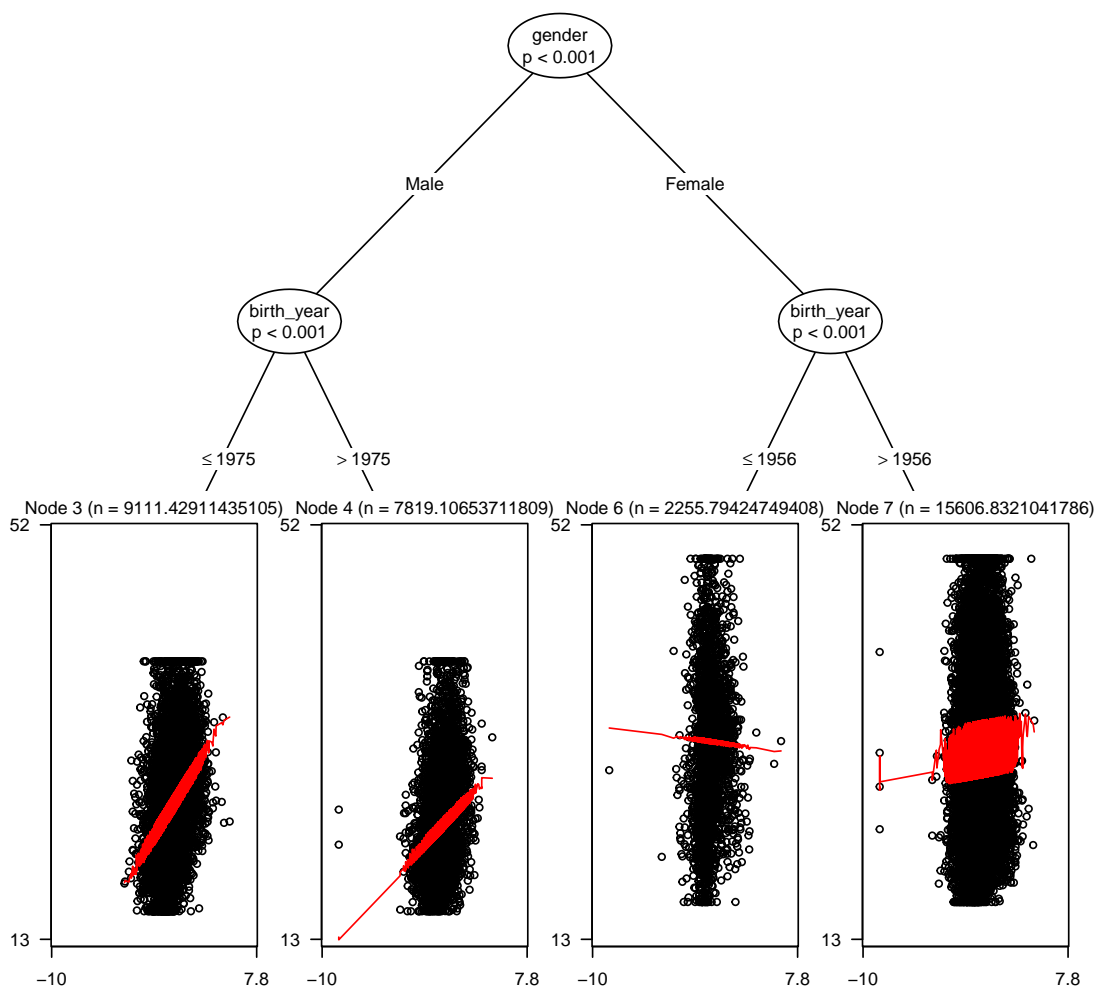 gender
p < 0.001
Male
Female
birth_year
p < 0.001
birth_year
p < 0.001
≤ 1975
> 1975
≤ 1956
> 1956
Node 3 (n = 9111.42911435105)
Node 4 (n = 7819.10653711809)
Node 6 (n = 2255.79424749408)
Node 7 (n = 15606.8321041786)
52
52
52
52
13
13
13
13
−10
7.8
−10
7.8
−10
7.8
−10
7.8